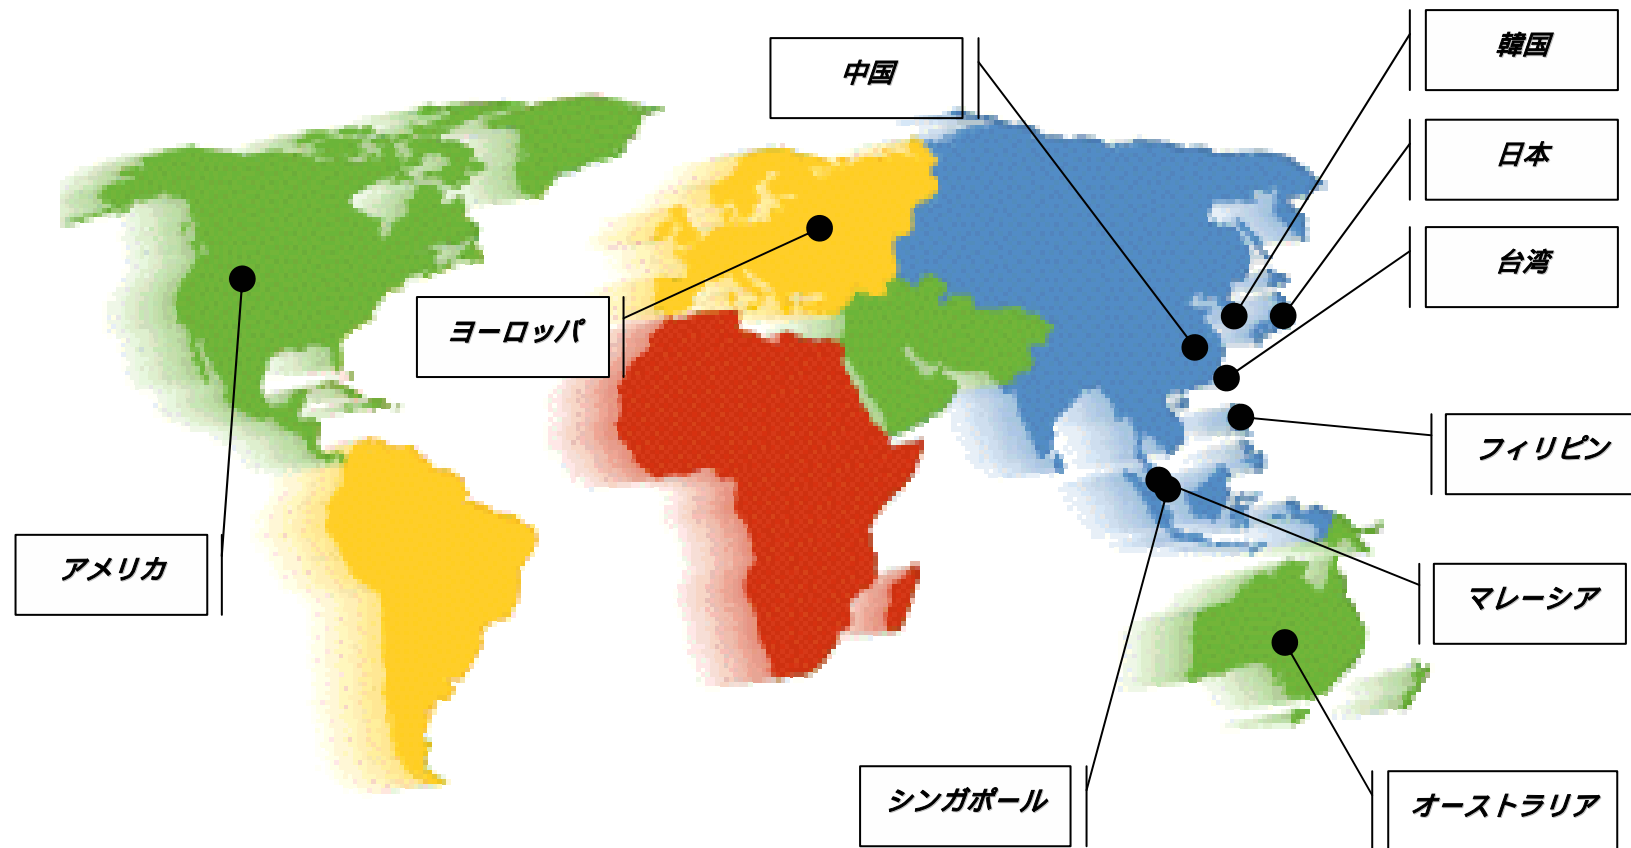 韓国
中国
日本
台湾
ヨーロッパ
フィリピン
アメリカ
マレーシア
シンガポール
オーストラリア